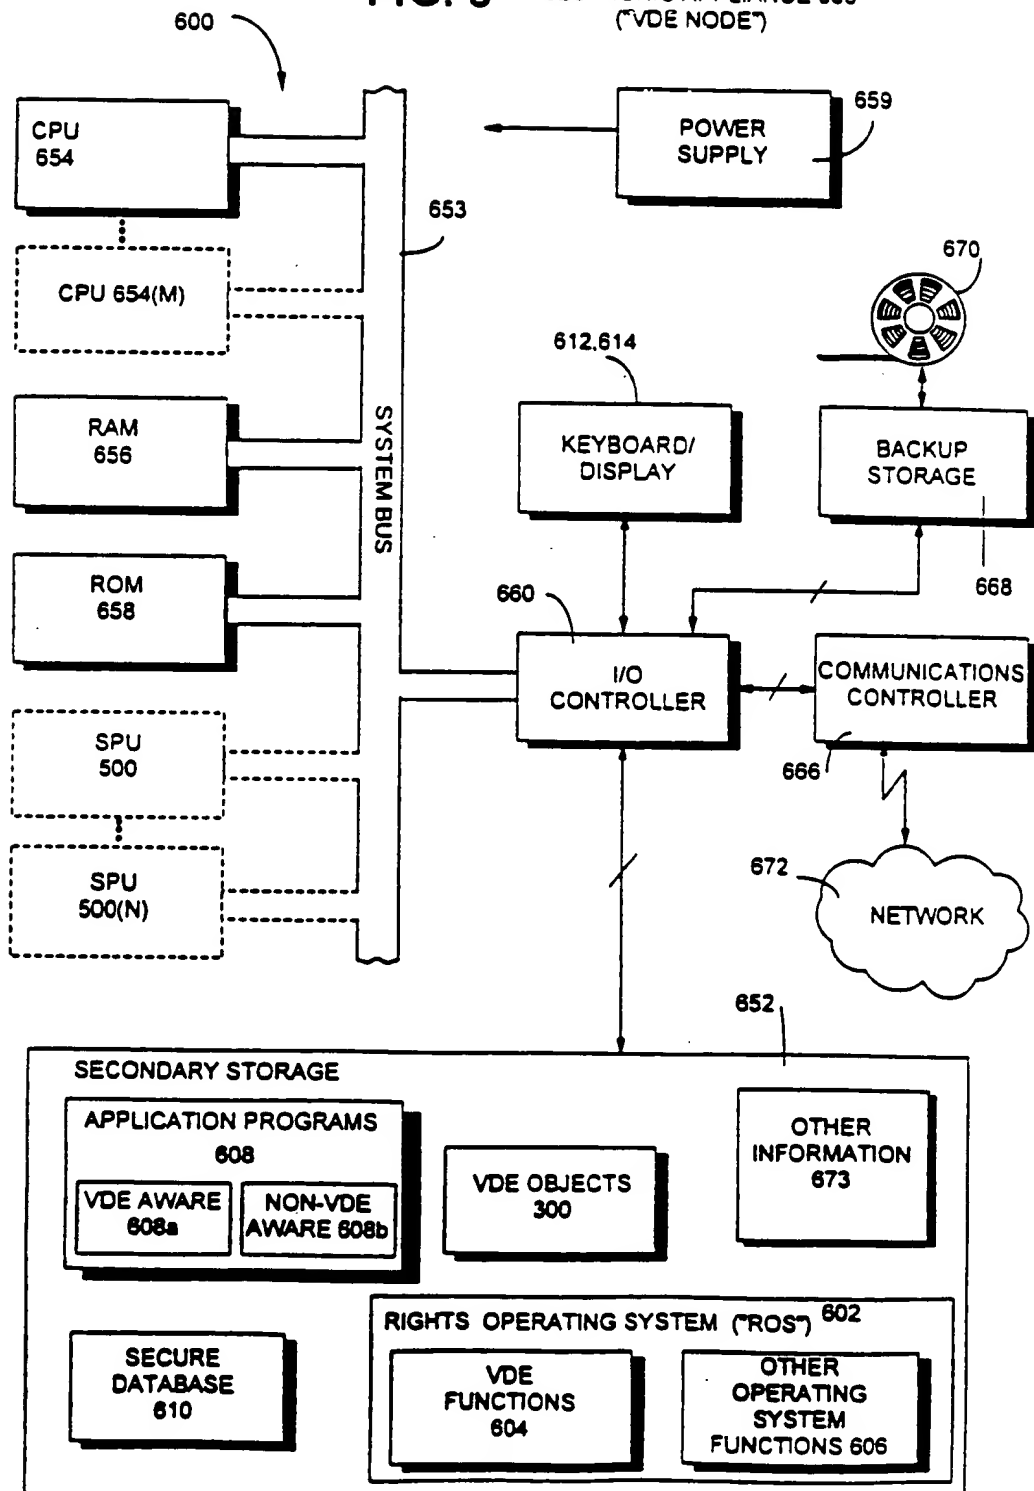 ("VDE NODE")
600
CPU
654
POWER
SUPPLY
659
653
CPU 654(M)
670
612,614
RAM
656
SYSTEM BUS
KEYBOARD/
DISPLAY
BACKUP
STORAGE
668
ROM
658
660
I/O
CONTROLLER
COMMUNICATIONS
CONTROLLER
666
SPU
500
SPU
500(N)
672
NETWORK
652
SECONDARY STORAGE
APPLICATION PROGRAMS
608
VDE AWARE
608a
NON-VDE
AWARE 608b
VDE OBJECTS
300
OTHER
INFORMATION
673
SECURE
DATABASE
610
RIGHTS OPERATING SYSTEM ("ROS") 602
VDE
FUNCTIONS
604
OTHER
OPERATING
SYSTEM
FUNCTIONS 606